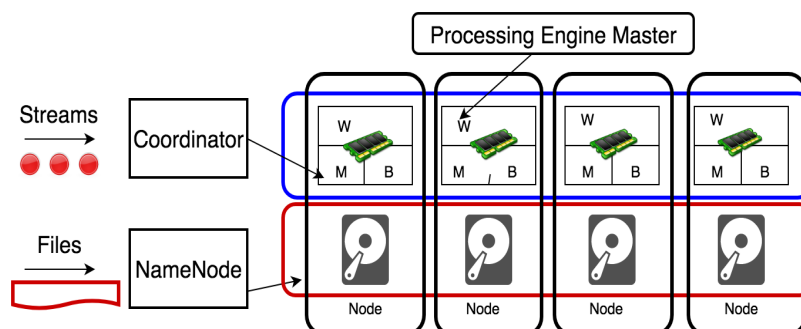 Processing Engine Master
Streams
Coordinator
W
M
B
W
M
B
W
M
B
W
M
B
Files
NameNode
Node
Node
Node
Node